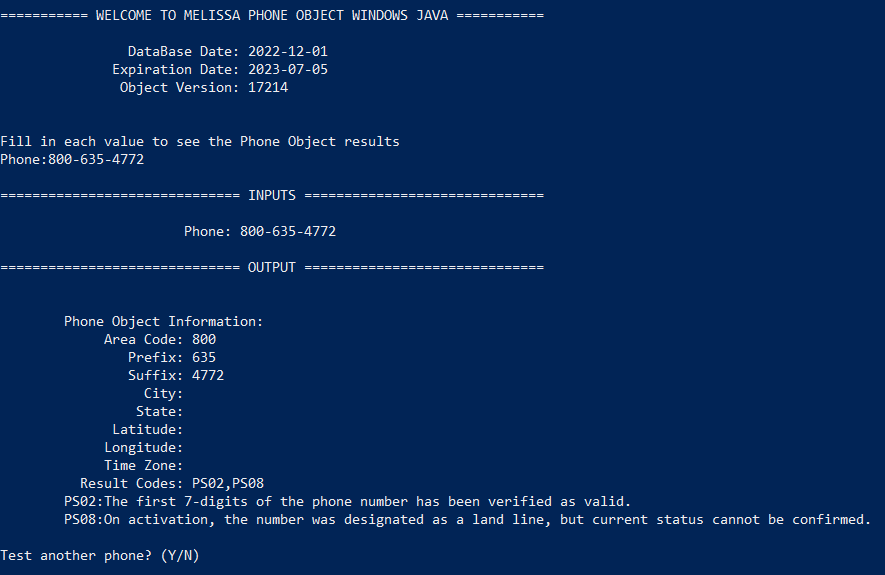 =========== WELCOME TO MELISSA PHONE OBJECT WINDOWS JAVA ===========
DataBase Date: 2022-12-01
Expiration Date: 2023-07-05
Object Version: 17214
Fill in each value to see the Phone Object results
Phone:800-635-4772
============================== INPUTS ==============================
Phone: 800-635-4772
============================== OUTPUT ==============================
Phone Object Information:
Area Code: 800
Prefix: 635
Suffix: 4772
City:
State:
Latitude:
Longitude:
Time Zone:
Result Codes: PS02,PS08
PS02:The first 7-digits of the phone number has been verified as valid.
PS08:On activation, the number was designated as a land line, but current status cannot be confirmed.
Test another phone? (Y/N)